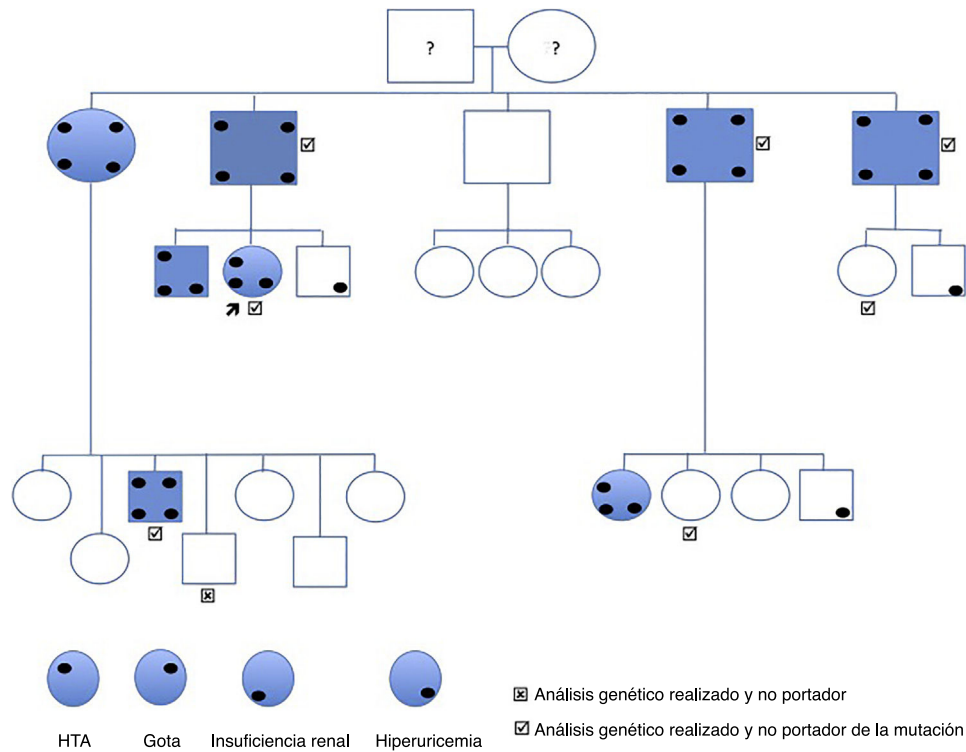 ?
??
HTA
Gota
Insuficiencia renal
Hiperuricemia
Análisis genético realizado y no portador
Análisis genético realizado y no portador de la mutación